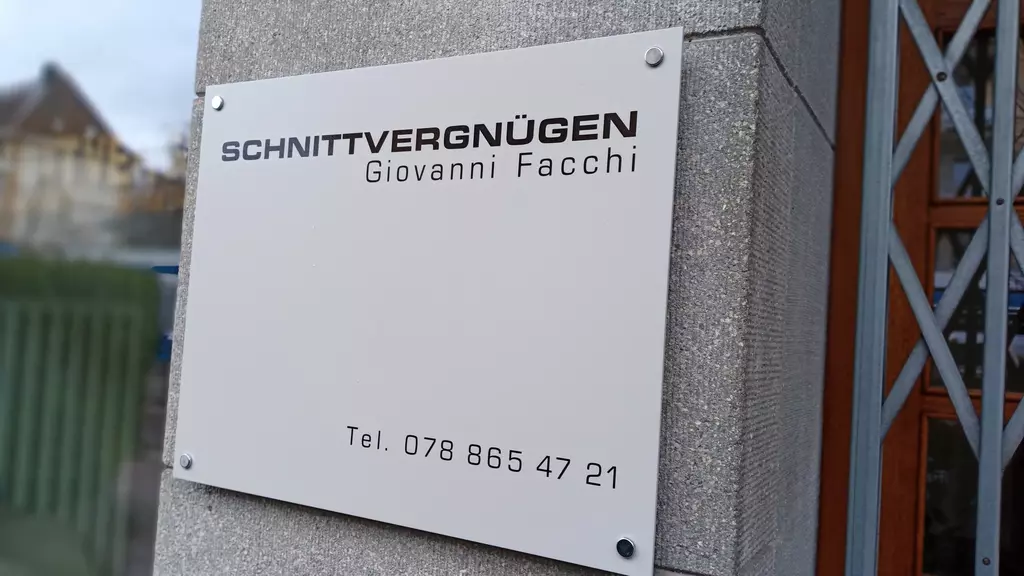 SCHNITTVERGNÜGEN
Giovanni Facchi
Tel. 078 865 47 21